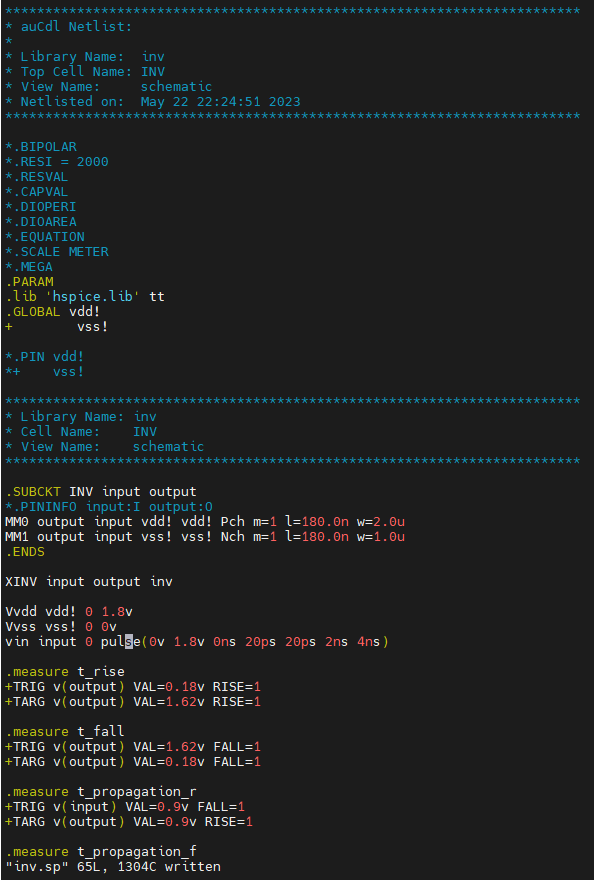 ************************************************************************
* auCdl Netlist:
*
* Library Name:  inv
* Top Cell Name: INV
* View Name:     schematic
* Netlisted on:  May 22 22:24:51 2023
************************************************************************

*.BIPOLAR
*.RESI = 2000
*.RESVAL
*.CAPVAL
*.DIOPERI
*.DIOAREA
*.EQUATION
*.SCALE METER
*.MEGA
.PARAM
.lib 'hspice.lib' tt
.GLOBAL vdd!
+        vss!

*.PIN vdd!
*+    vss!

************************************************************************
* Library Name: inv
* Cell Name:    INV
* View Name:    schematic
************************************************************************

.SUBCKT INV input output
*.PININFO input:I output:O
MM0 output input vdd! vdd! Pch m=1 l=180.0n w=2.0u
MM1 output input vss! vss! Nch m=1 l=180.0n w=1.0u
.ENDS

XINV input output inv

Vvdd vdd! 0 1.8v
Vvss vss! 0 0v
vin input 0 pulse(0v 1.8v 0ns 20ps 20ps 2ns 4ns)

.measure t_rise
+TRIG v(output) VAL=0.18v RISE=1
+TARG v(output) VAL=1.62v RISE=1

.measure t_fall
+TRIG v(output) VAL=1.62v FALL=1
+TARG v(output) VAL=0.18v FALL=1

.measure t_propagation_r
+TRIG v(input) VAL=0.9v FALL=1
+TARG v(output) VAL=0.9v RISE=1

.measure t_propagation_f
"inv.sp" 65L, 1304C written